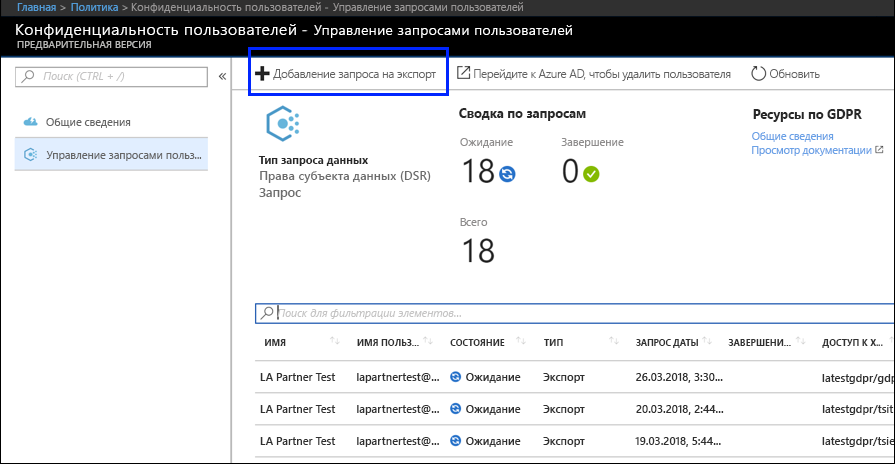 Главная > Политика > Конфиденциальность пользователей - Управление запросами пользователей
Конфиденциальность пользователей - Управление запросами пользователей
ПРЕДВАРИТЕЛЬНАЯ ВЕРСИЯ
Поиск (CTRL + /)
Общие сведения
Управление запросами польз...
Добавление запроса на экспорт
Перейдите к Azure AD, чтобы удалить пользователя
Обновить
Тип запроса данных
Права субъекта данных (DSR)
Запрос
Сводка по запросам
Ожидание
18
Завершение
0
Всего
18
Ресурсы по GDPR
Общие сведения
Просмотр документации
Поиск для фильтрации элементов...
ИМЯ ИМЯ ПОЛЬЗ... СОСТОЯНИЕ ТИП ЗАПРОС ДАТЫ ЗАВЕРШЕНИ... ДОСТУП К Х...
LA Partner Test lapartnertest@... Ожидание Экспорт 26.03.2018, 3:30... latestgdpr/gdp
LA Partner Test lapartnertest@... Ожидание Экспорт 20.03.2018, 2:44... latestgdpr/tsit
LA Partner Test lapartnertest@... Ожидание Экспорт 19.03.2018, 5:44... latestgdpr/tsie